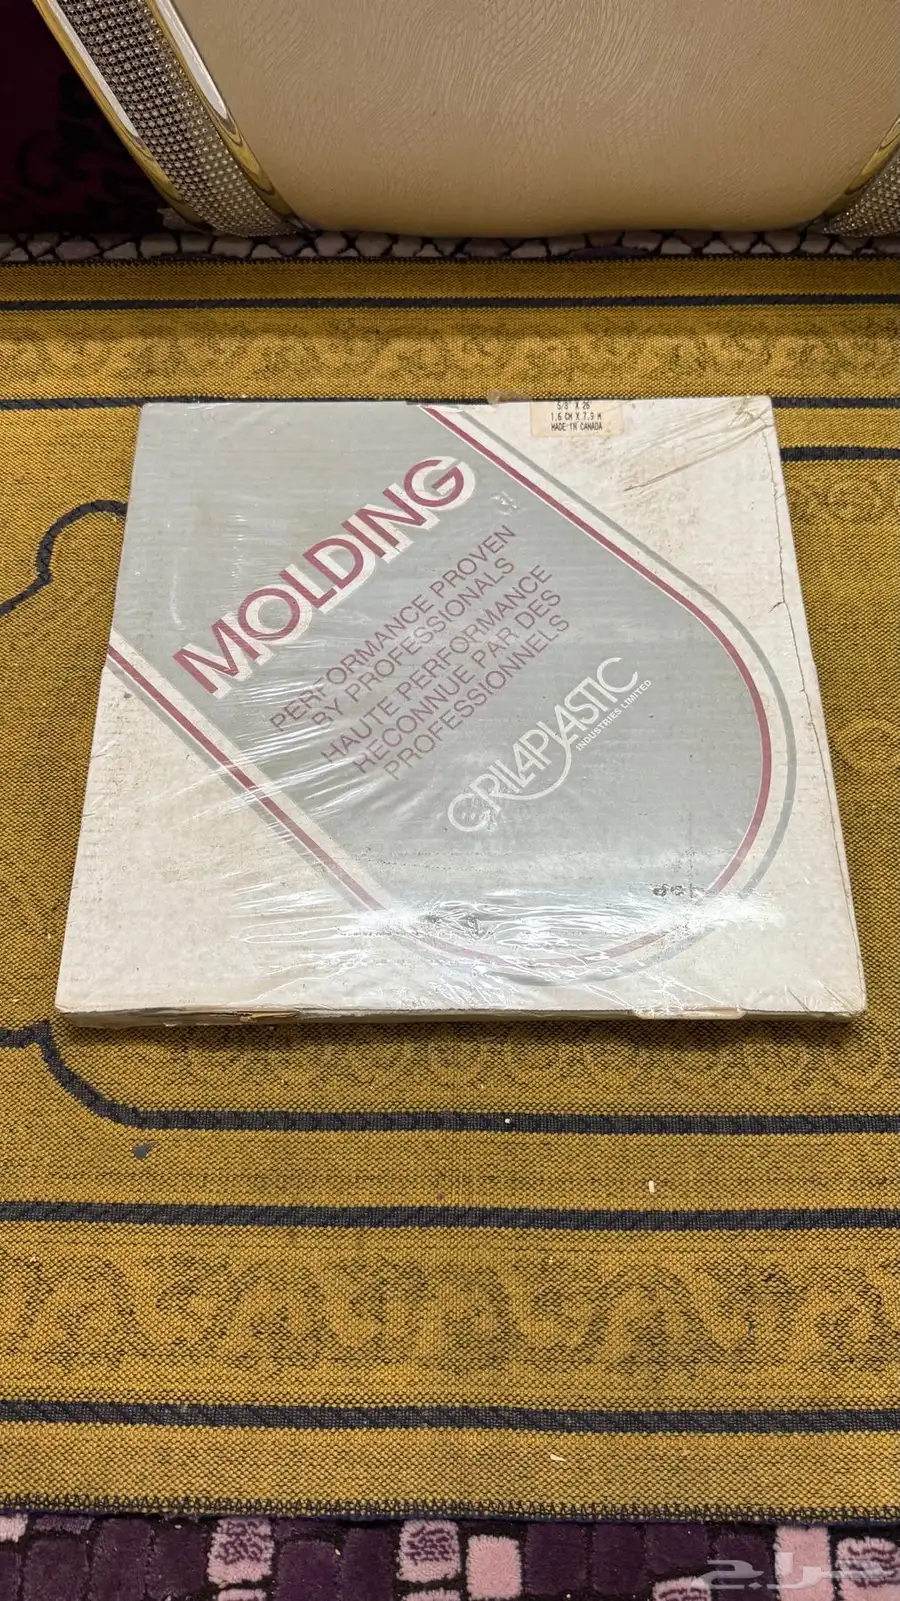 5/8" X 26'
1.6 CM X 7.9 M
MADE IN CANADA
MOLDING
PERFORMANCE PROVEN
BY PROFESSIONALS
HAUTE PERFORMANCE
RECONNUE PAR DES
PROFESSIONNELS
GRILAPLASTIC
INDUSTRIES LIMITED
حراج